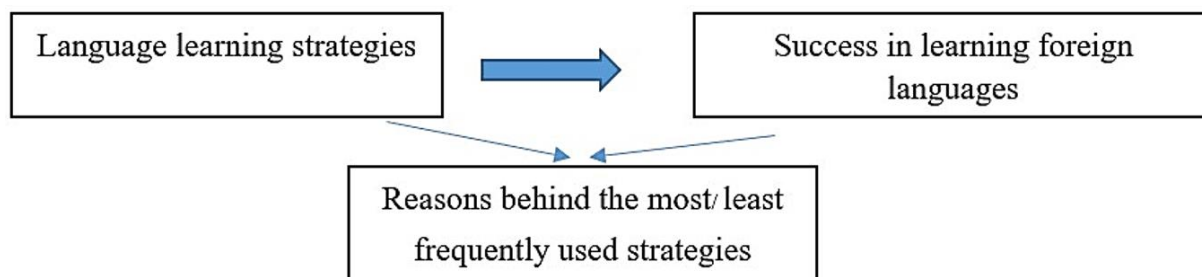 Language learning strategies
Success in learning foreign
languages
Reasons behind the most/ least
frequently used strategies